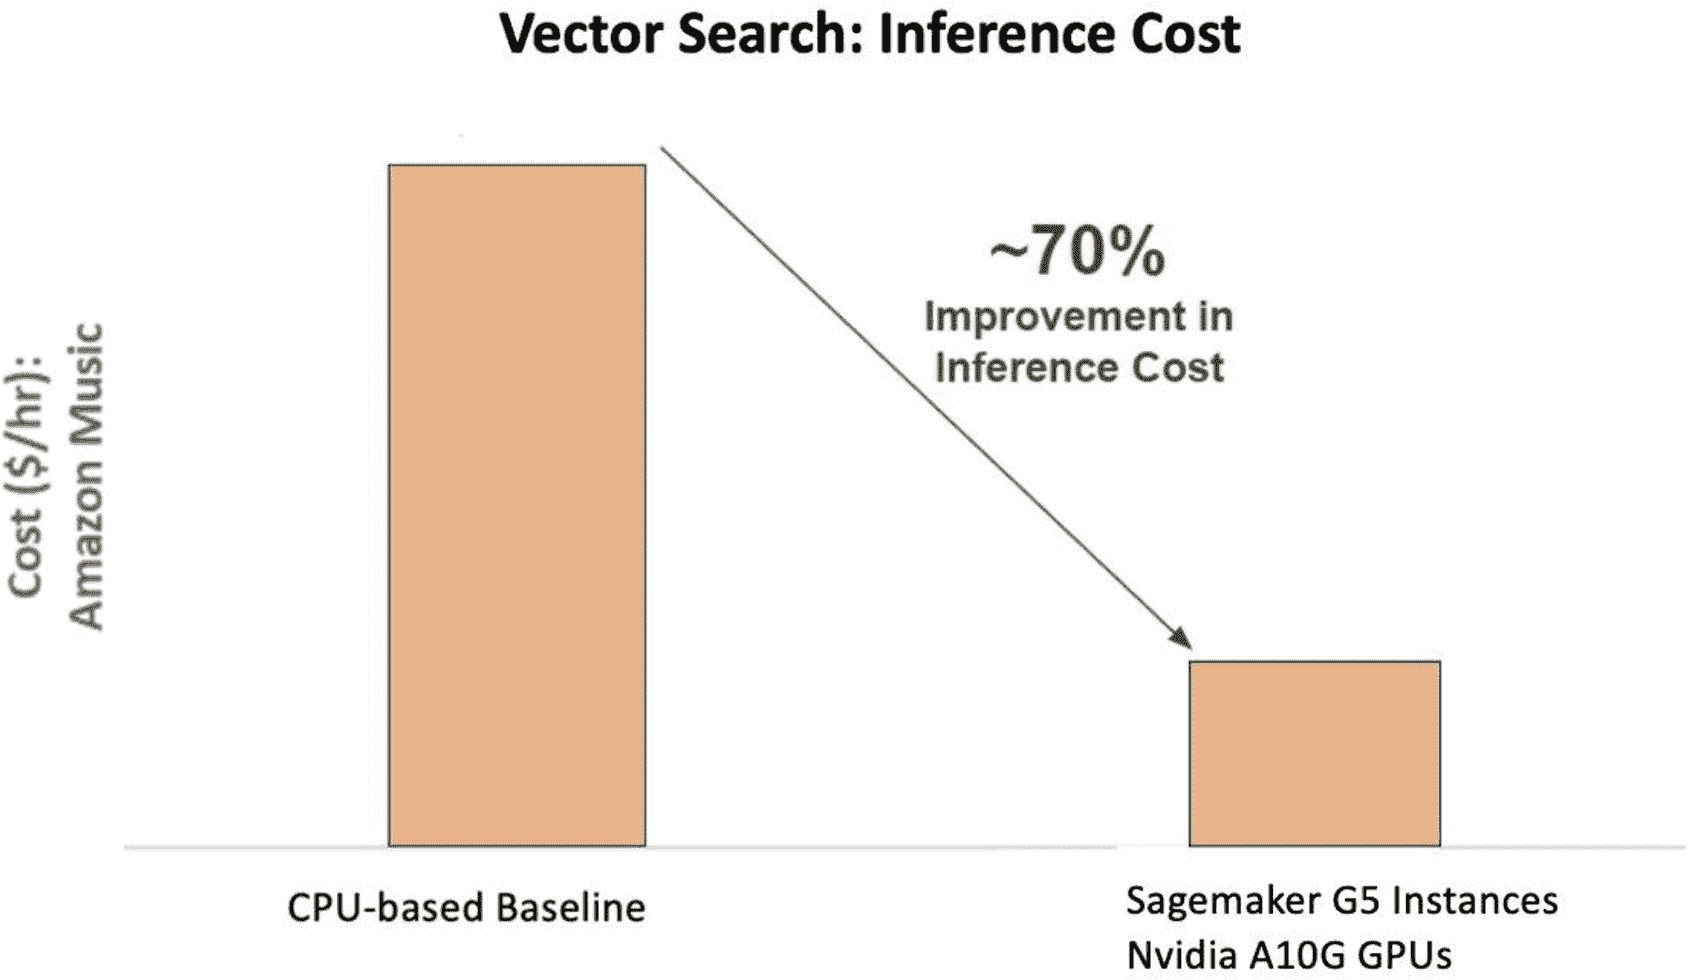 Vector Search: Inference Cost
Cost ($/hr):
Amazon Music
~70%
Improvement in
Inference Cost
CPU-based Baseline
Sagemaker G5 Instances
Nvidia A10G GPUs